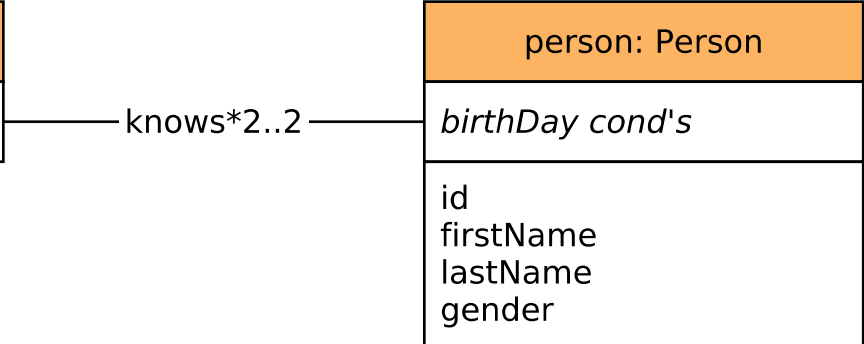 person: Person
knows*2..2
birthDay cond's
id
firstName
lastName
gender